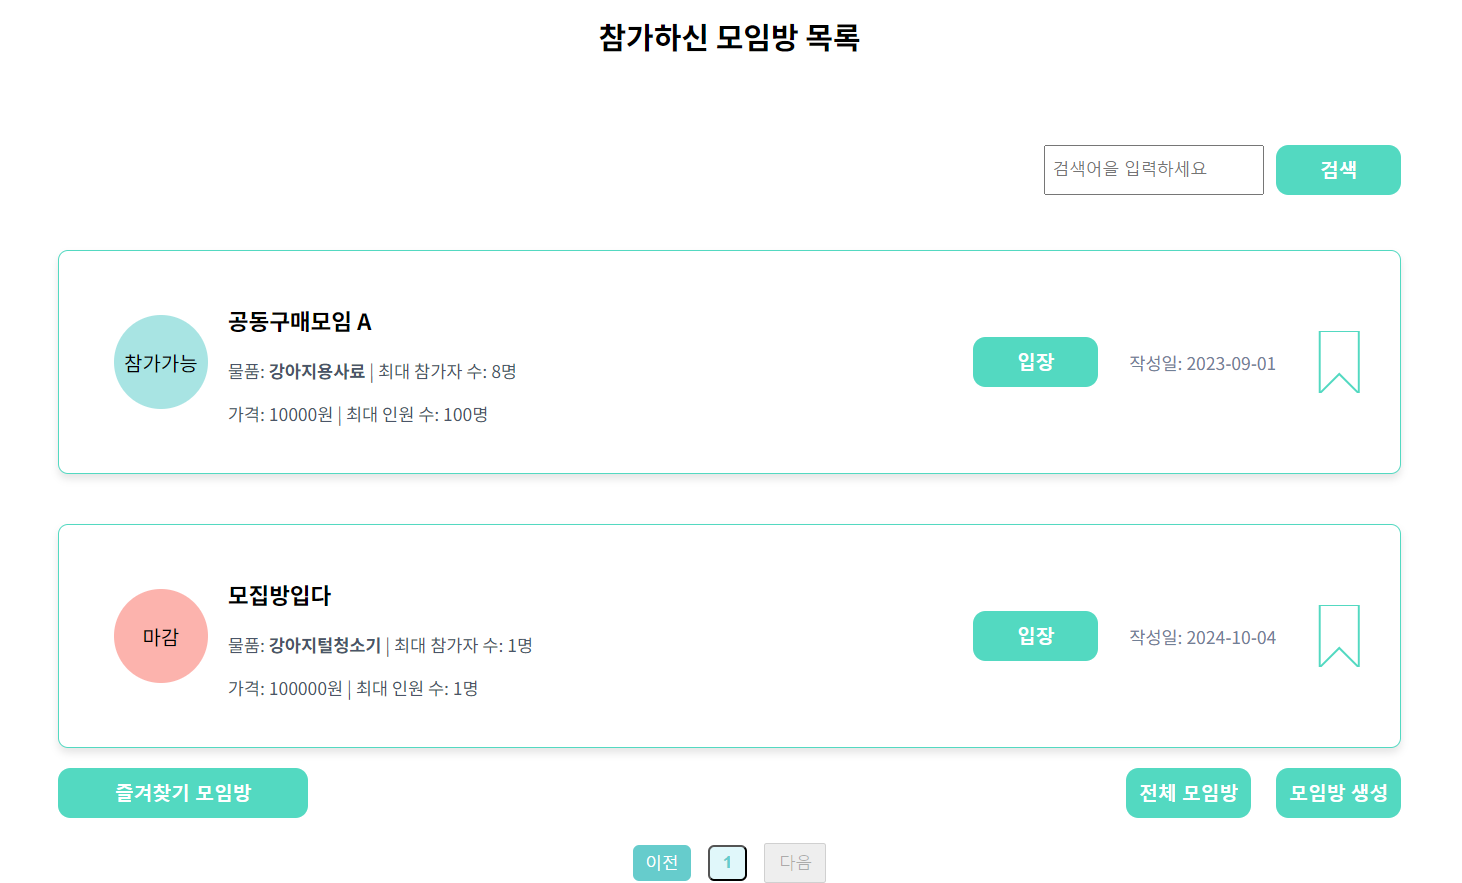 참가하신 모임방 목록
검색어을 입력하세요 검색
공동구매모임 A
참가가능
물품: 강아지용사료 | 최대 참가자 수: 8명
가격: 10000원 | 최대 인원 수: 100명
입장 작성일: 2023-09-01
모집방입다
마감
물품: 강아지털청소기 | 최대 참가자 수: 1명
가격: 100000원 | 최대 인원 수: 1명
입장 작성일: 2024-10-04
즐겨찾기 모임방 전체 모임방 모임방 생성
이전 1 다음